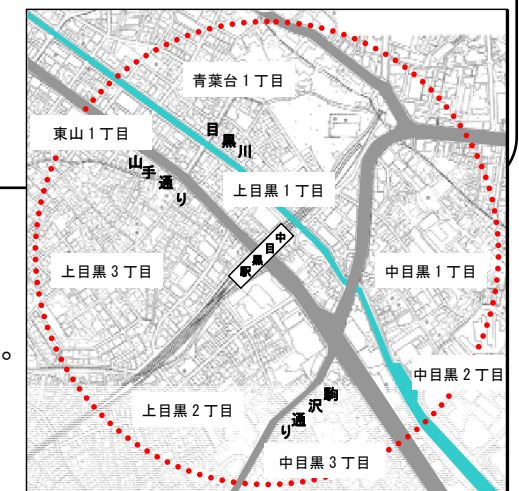 青葉台1丁目
東山1丁目
目黒川
山手通り
上目黒1丁目
中目黒駅
上目黒3丁目
中目黒1丁目
。
中目黒2丁目
上目黒2丁目
駒沢通り
中目黒3丁目